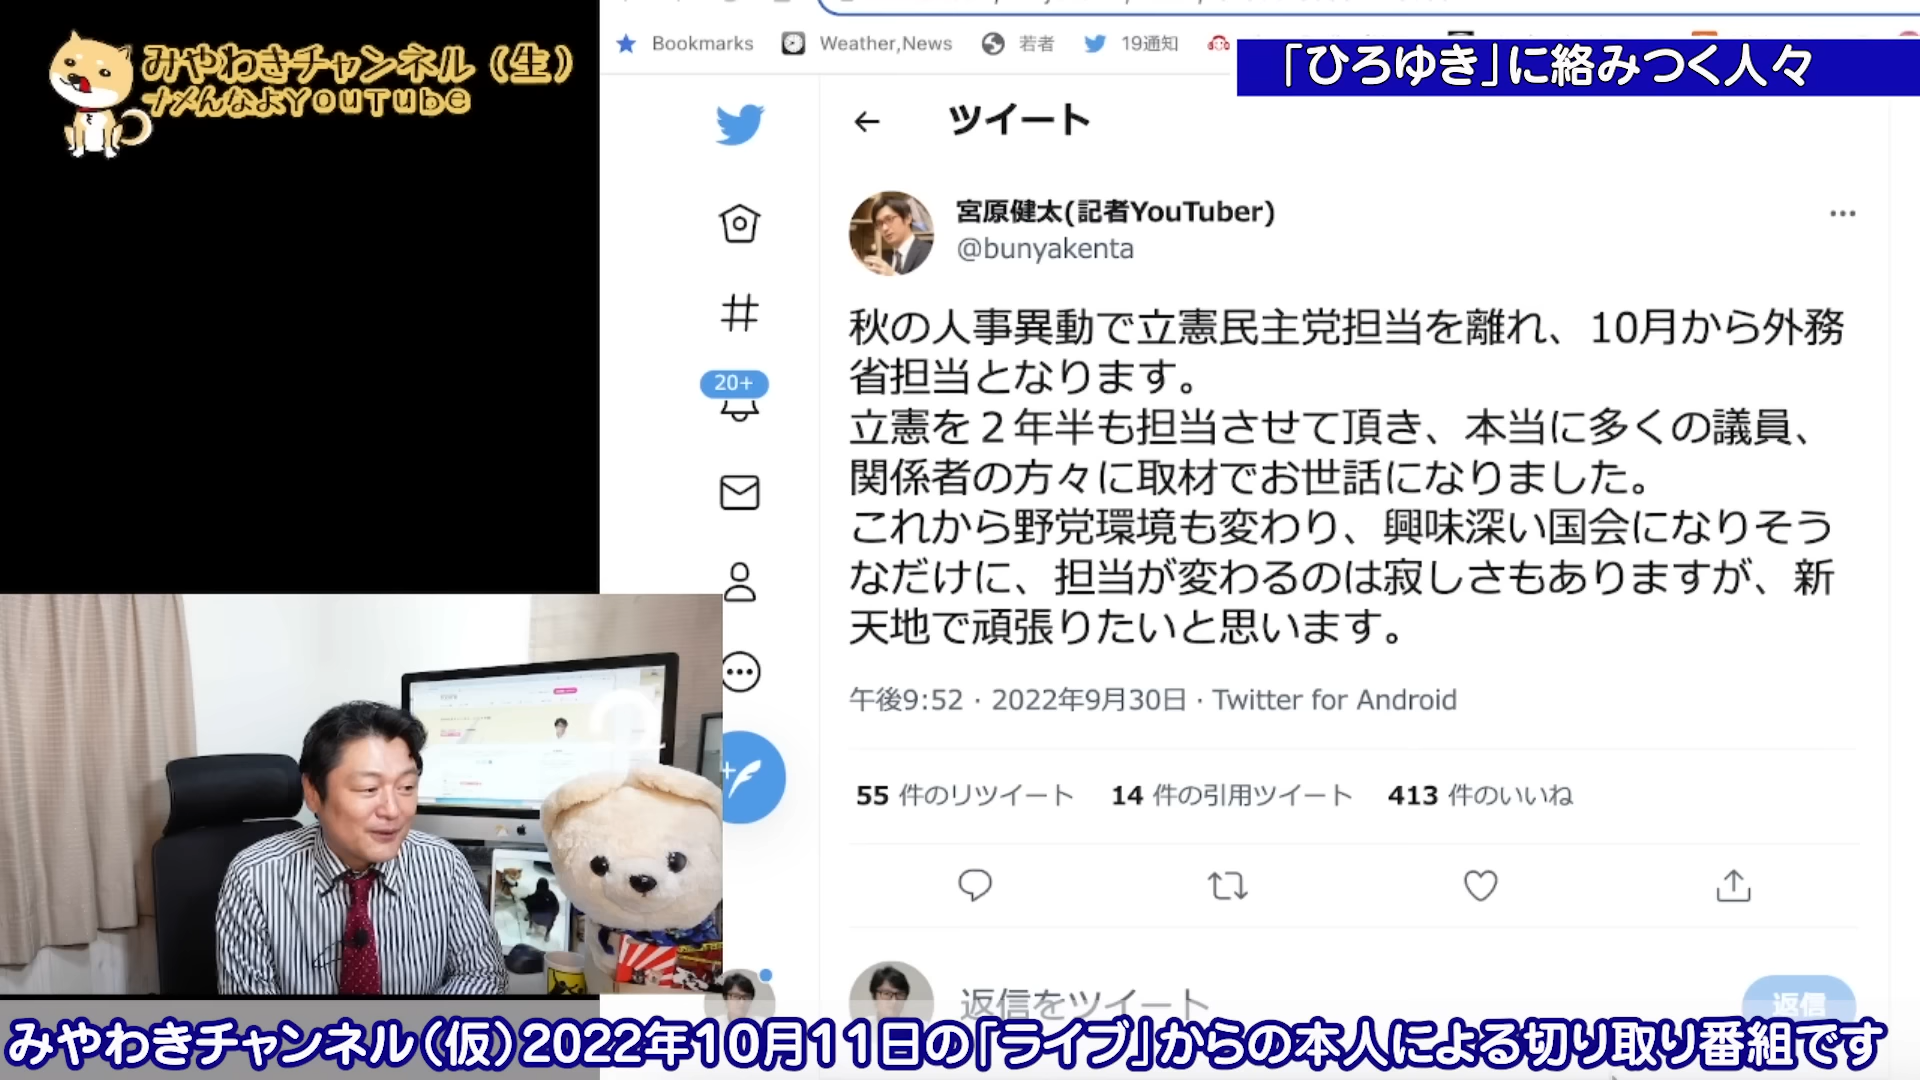 みやわきチャンネル（生）
ナメんなよYouTube
Bookmarks
Weather,News
若者
19通知
「ひろゆき」に絡みつく人々
ツイート
宮原健太(記者YouTuber)
@bunyakenta
秋の人事異動で立憲民主党担当を離れ、10月から外務
省担当となります。
立憲を２年半も担当させて頂き、本当に多くの議員、
関係者の方々に取材でお世話になりました。
これから野党環境も変わり、興味深い国会になりそう
なだけに、担当が変わるのは寂しさもありますが、新
天地で頑張りたいと思います。
20+
午後9:52 · 2022年9月30日 · Twitter for Android
55 件のリツイート 14 件の引用ツイート 413 件のいいね
返信をツイート
返信
みやわきチャンネル（仮）2022年10月11日の「ライブ」からの本人による切り取り番組です